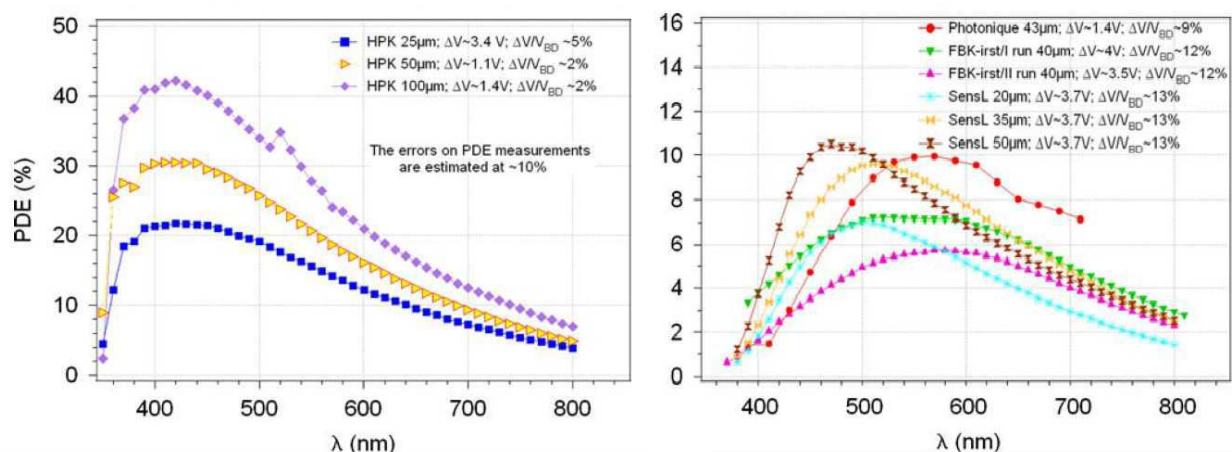 PDE (%)
60
50
40
30
20
10
0
HPK 25µm; ΔV~3.4 V; ΔV/V_BD ~5%
HPK 50µm; ΔV~1.1V; ΔV/V_BD ~2%
HPK 100µm; ΔV~1.4V; ΔV/V_BD ~2%
The errors on PDE measurements
are estimated at ~10%
400 500 600 700 800
λ (nm)
16
14
12
10
8
6
4
2
0
Photonique 43µm; ΔV~1.4V; ΔV/V_BD~9%
FBK-irst/I run 40µm; ΔV~4V; ΔV/V_BD~12%
FBK-irst/II run 40µm; ΔV~3.5V; ΔV/V_BD~12%
SensL 20µm; ΔV~3.7V; ΔV/V_BD~13%
SensL 35µm; ΔV~3.7V; ΔV/V_BD~13%
SensL 50µm; ΔV~3.7V; ΔV/V_BD~13%
400 500 600 700 800
λ (nm)